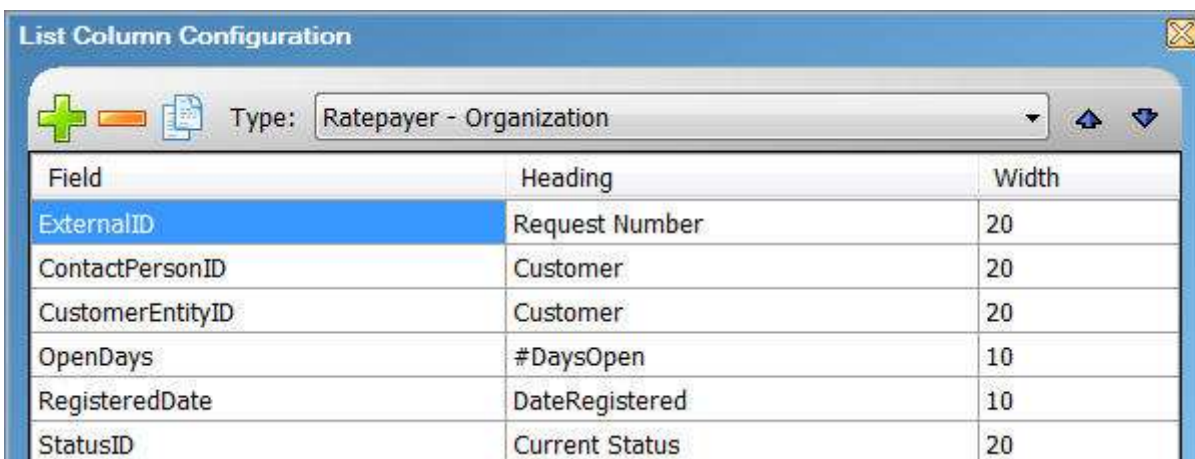 List Column Configuration
Type: Ratepayer - Organization
Field Heading Width
ExternalID Request Number 20
ContactPersonID Customer 20
CustomerEntityID Customer 20
OpenDays #DaysOpen 10
RegisteredDate DateRegistered 10
StatusID Current Status 20